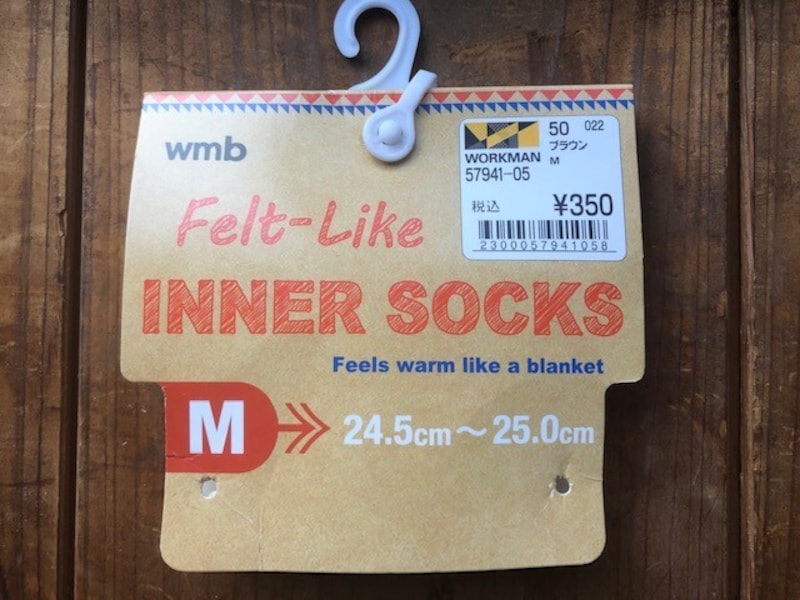 wmb
WORKMAN
50 022
ブラウン
M
57941-05
税込 ¥350
2300057941058
Felt-Like
INNER SOCKS
Feels warm like a blanket
M 24.5cm～25.0cm